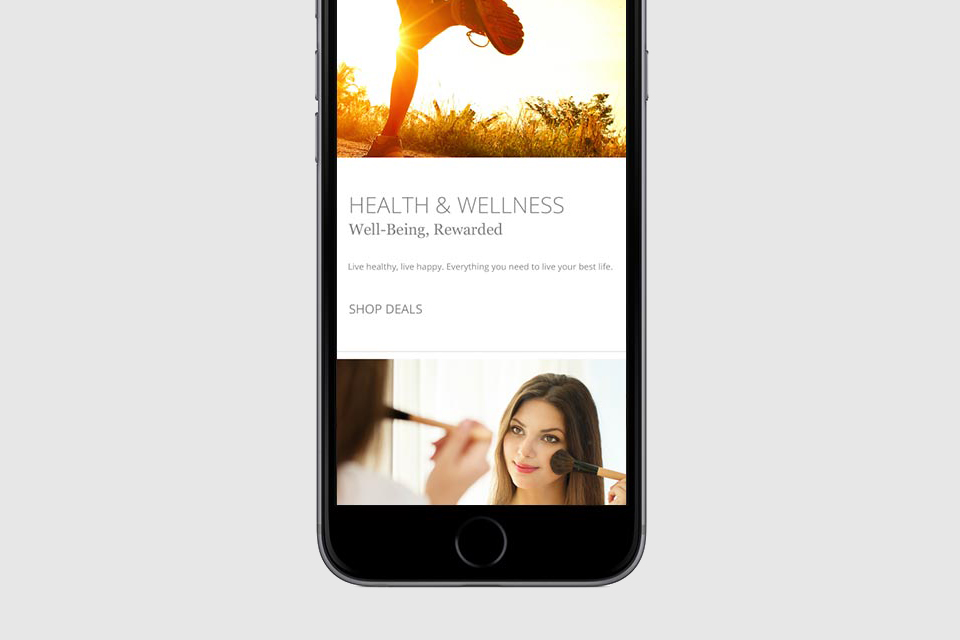 HEALTH & WELLNESS
Well-Being, Rewarded
Live healthy, live happy. Everything you need to live your best life.
SHOP DEALS